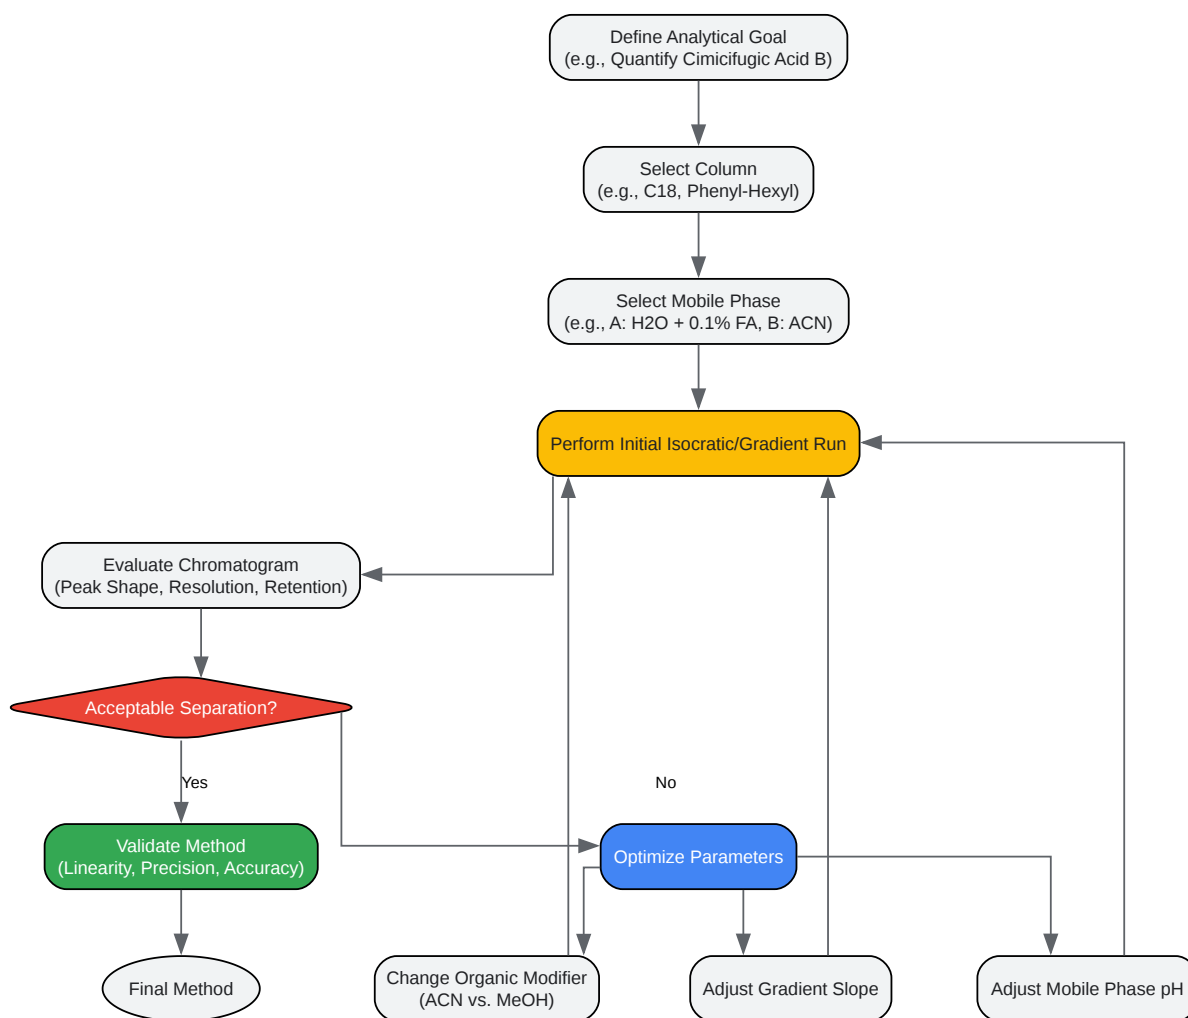 Define Analytical Goal
(e.g., Quantify Cimicifugic Acid B)
Select Column
(e.g., C18, Phenyl-Hexyl)
Select Mobile Phase
(e.g., A: H2O + 0.1% FA, B: ACN)
Perform Initial Isocratic/Gradient Run
Evaluate Chromatogram
(Peak Shape, Resolution, Retention)
Acceptable Separation?
Yes
No
Validate Method
(Linearity, Precision, Accuracy)
Optimize Parameters
Final Method
Change Organic Modifier
(ACN vs. MeOH)
Adjust Gradient Slope
Adjust Mobile Phase pH